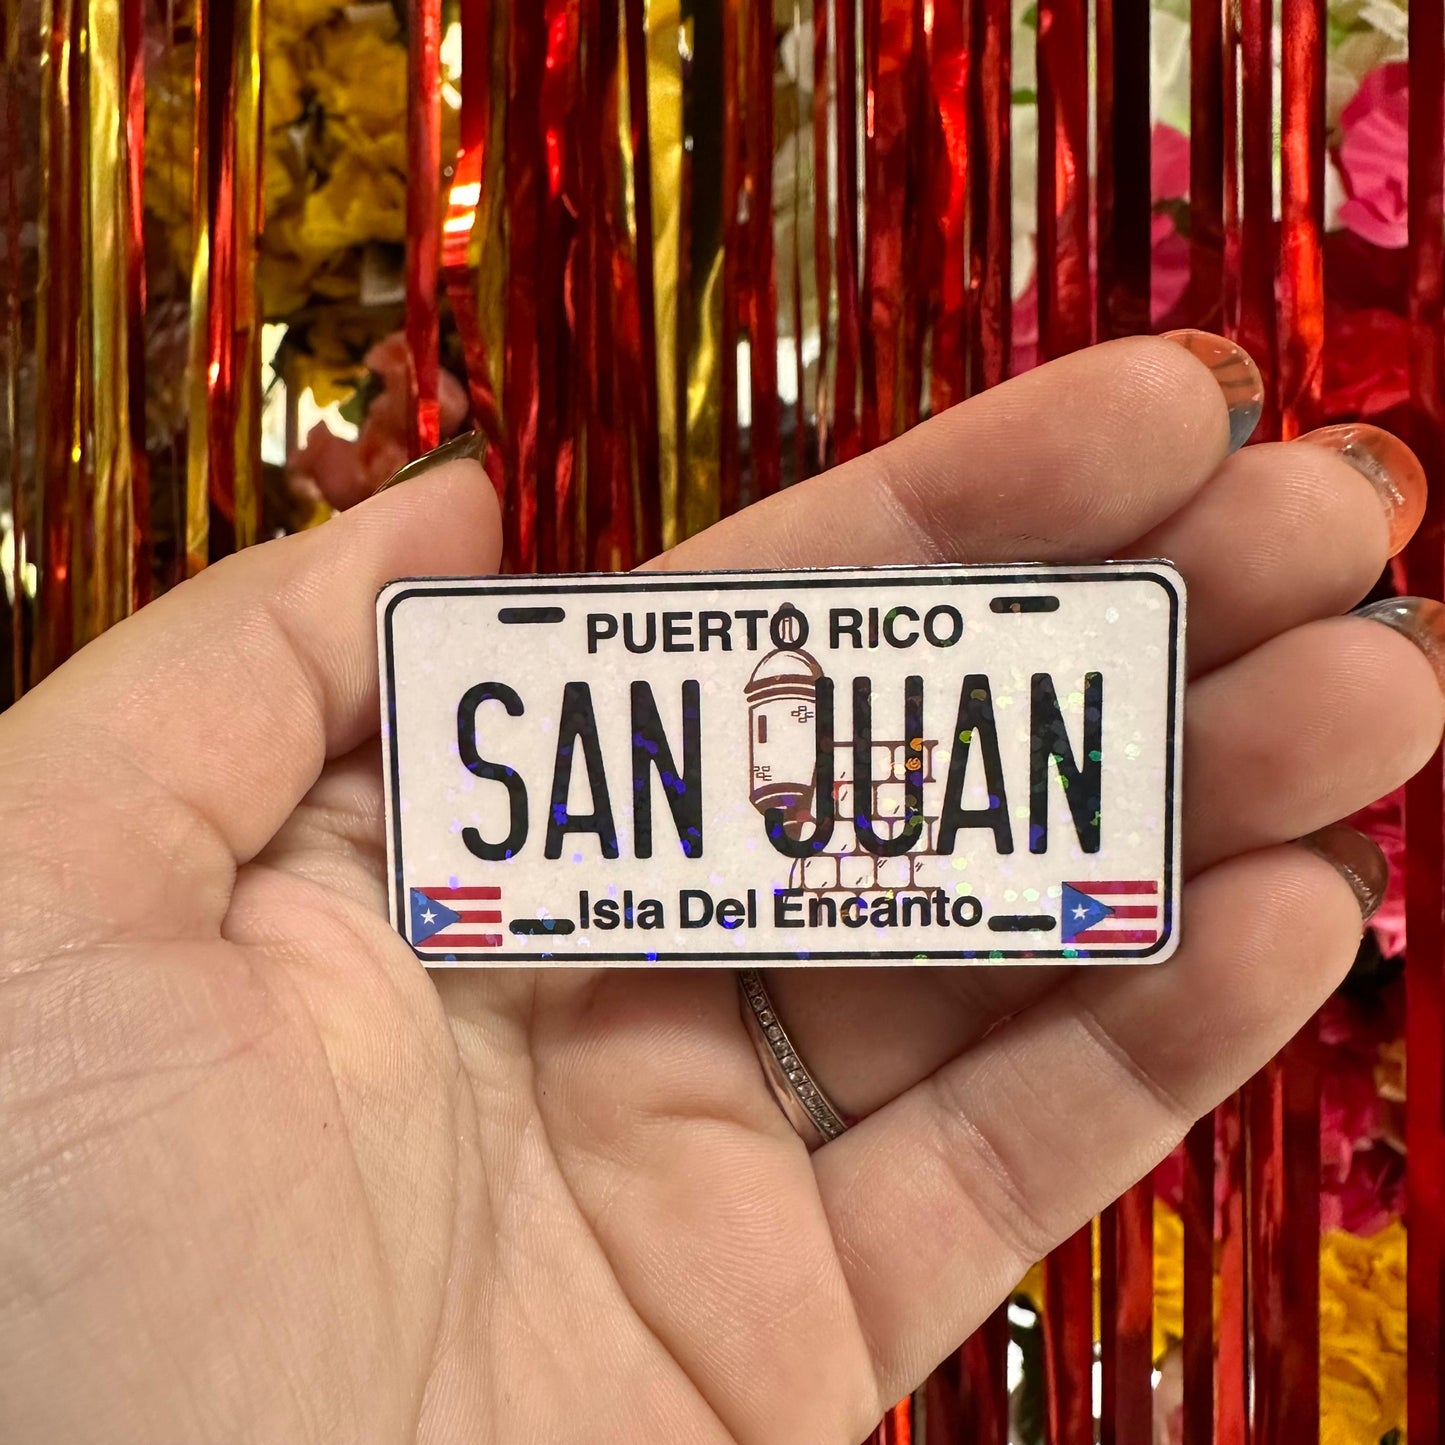 PUERTO RICO
SAN JUAN
Isla Del Encanto